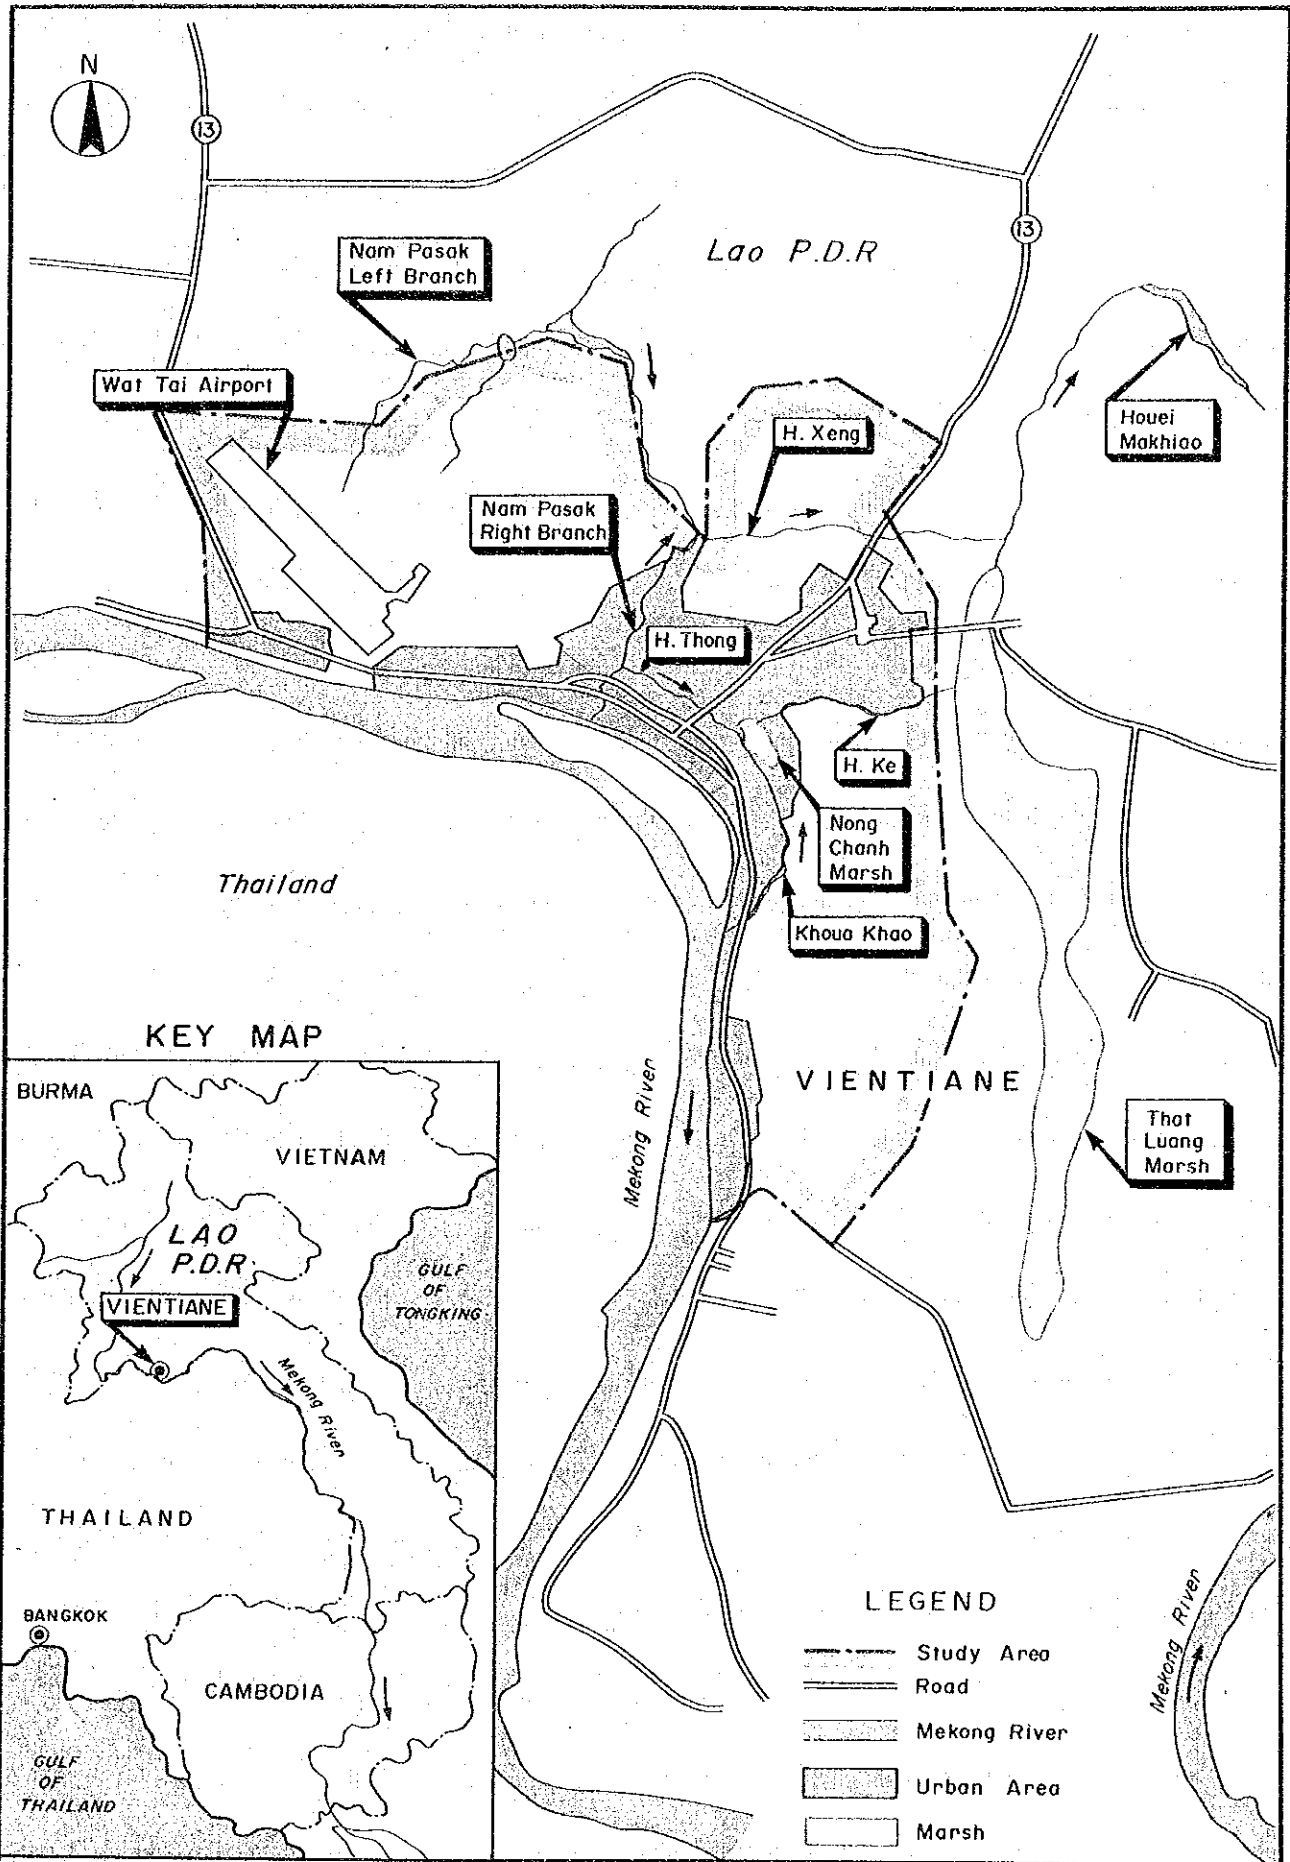 N
13
13
Lao P.D.R
Nam Pasak
Left Branch
Wat Tai Airport
H. Xeng
Houei
Makhiao
Nam Pasak
Right Branch
H. Thong
H. Ke
Nong
Chanh
Marsh
Thailand
Khoua Khao
KEY MAP
Mekong River
VIENTIANE
That
Luang
Marsh
BURMA
VIETNAM
LAO
P.D.R.
GULF
OF
TONGKING
VIENTIANE
Mekong River
THAILAND
BANGKOK
CAMBODIA
GULF
OF
THAILAND
Mekong River
LEGEND
Study Area
Road
Mekong River
Urban Area
Marsh